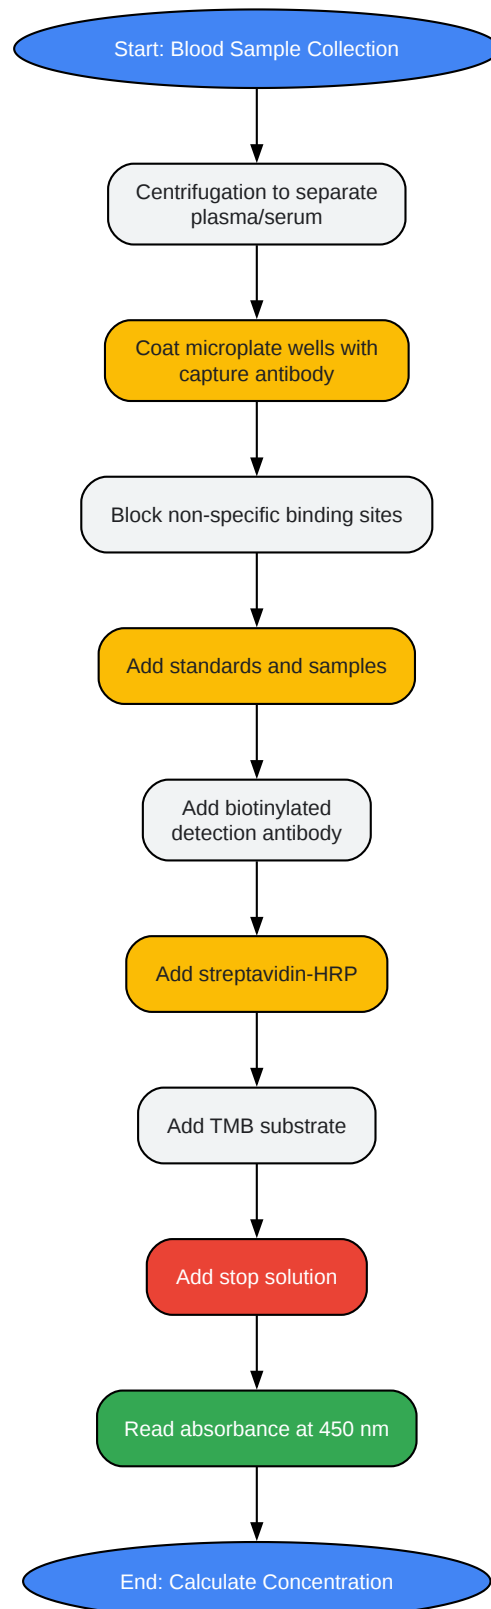 Start: Blood Sample Collection
Centrifugation to separate
plasma/serum
Coat microplate wells with
capture antibody
Block non-specific binding sites
Add standards and samples
Add biotinylated
detection antibody
Add streptavidin-HRP
Add TMB substrate
Add stop solution
Read absorbance at 450 nm
End: Calculate Concentration